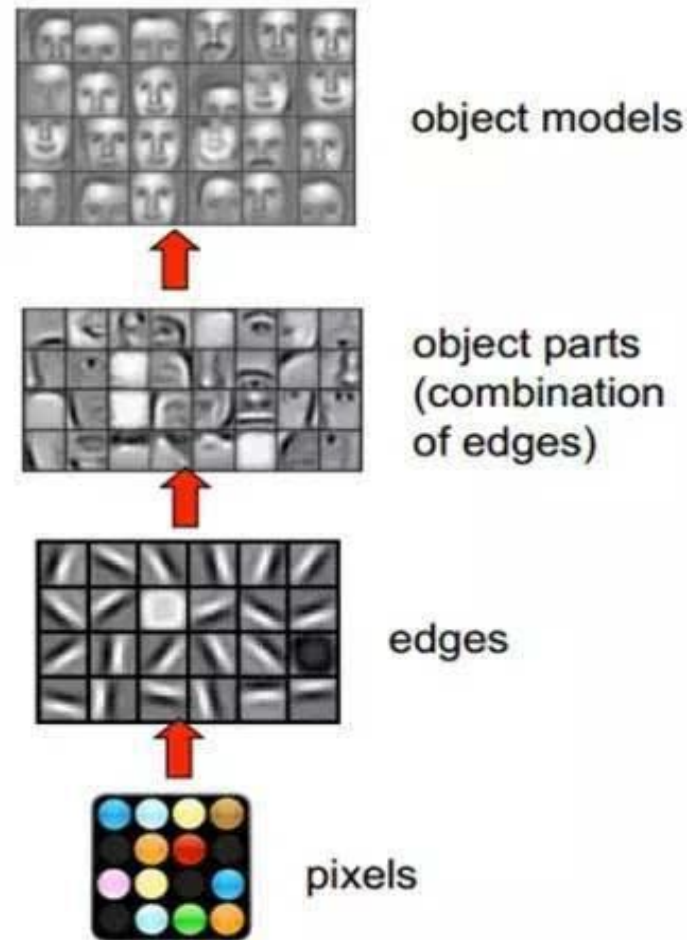 object models
object parts
(combination
of edges)
edges
pixels